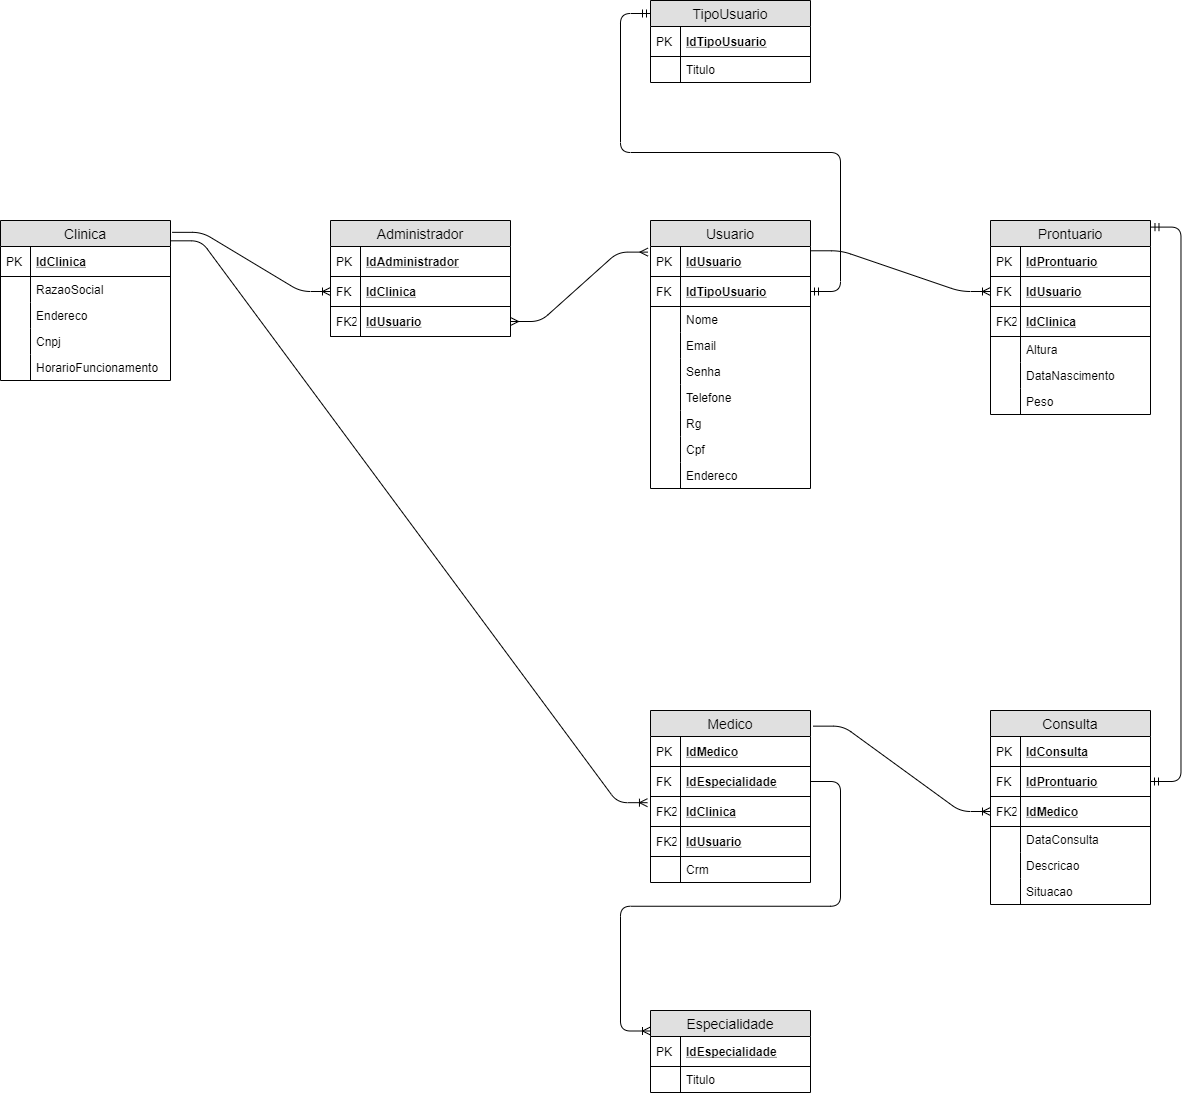 TipoUsuario
PK IdTipoUsuario
Titulo
Clinica
PK IdClinica
RazaoSocial
Endereco
Cnpj
HorarioFuncionamento
Administrador
PK IdAdministrador
FK IdClinica
FK2 IdUsuario
Usuario
PK IdUsuario
FK IdTipoUsuario
Nome
Email
Senha
Telefone
Rg
Cpf
Endereco
Prontuario
PK IdProntuario
FK IdUsuario
FK2 IdClinica
Altura
DataNascimento
Peso
Medico
PK IdMedico
FK IdEspecialidade
FK2 IdClinica
FK2 IdUsuario
Crm
Consulta
PK IdConsulta
FK IdProntuario
FK2 IdMedico
DataConsulta
Descricao
Situacao
Especialidade
PK IdEspecialidade
Titulo